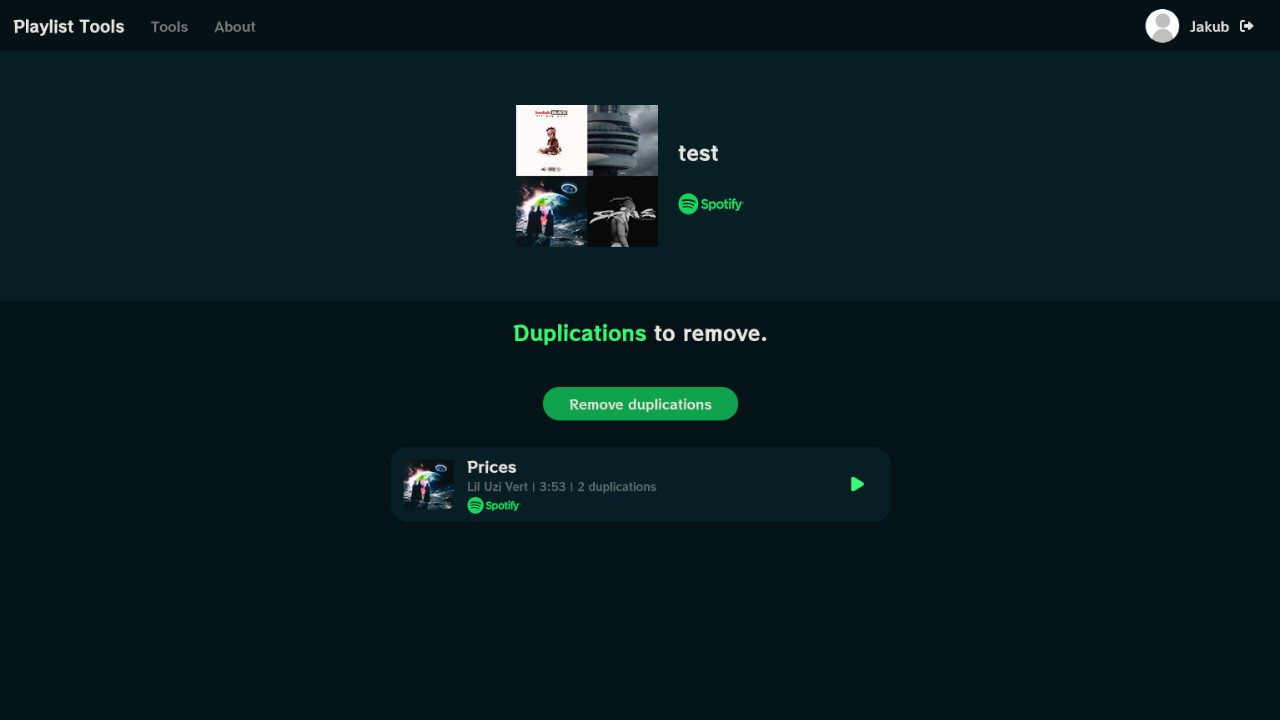 Playlist Tools Tools About Jakub
test
Spotify
Duplications to remove.
Remove duplications
Prices
Lil Uzi Vert | 3:53 | 2 duplications
Spotify